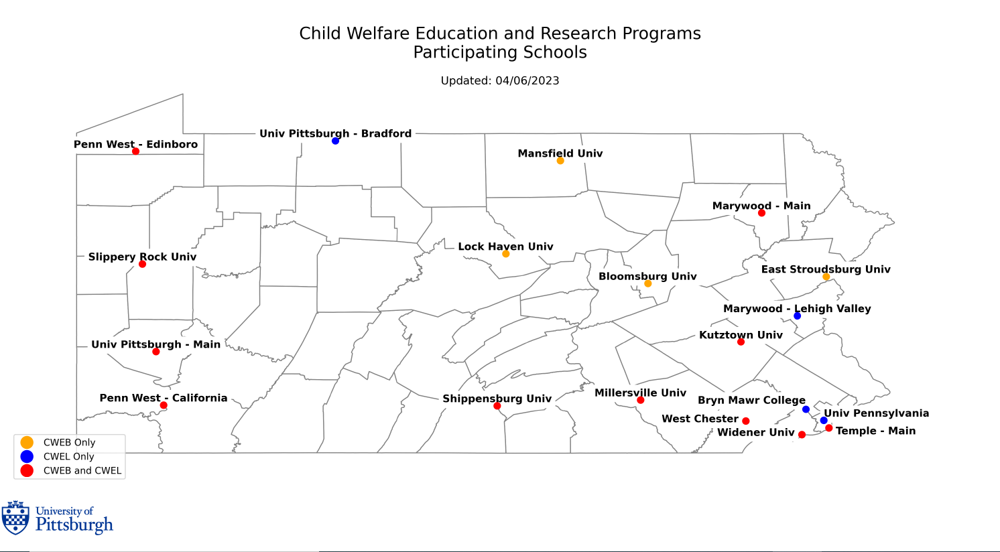 Child Welfare Education and Research Programs
Participating Schools
Updated: 04/06/2023
Univ Pittsburgh - Bradford
Penn West - Edinboro
Mansfield Univ
Marywood - Main
Lock Haven Univ
Slippery Rock Univ
East Stroudsburg Univ
Bloomsburg Univ
Marywood - Lehigh Valley
Kutztown Univ
Univ Pittsburgh - Main
Millersville Univ
Penn West - California
Shippensburg Univ
Bryn Mawr College
Univ Pennsylvania
West Chester
Temple - Main
Widener Univ
CWEB Only
CWEL Only
CWEB and CWEL
University of
Pittsburgh